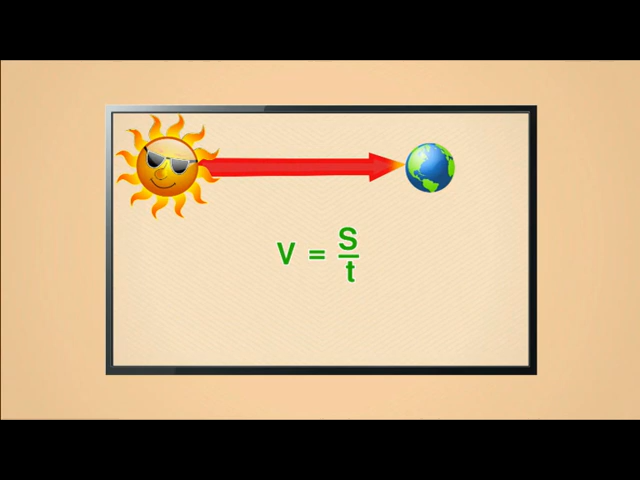 V = S/t